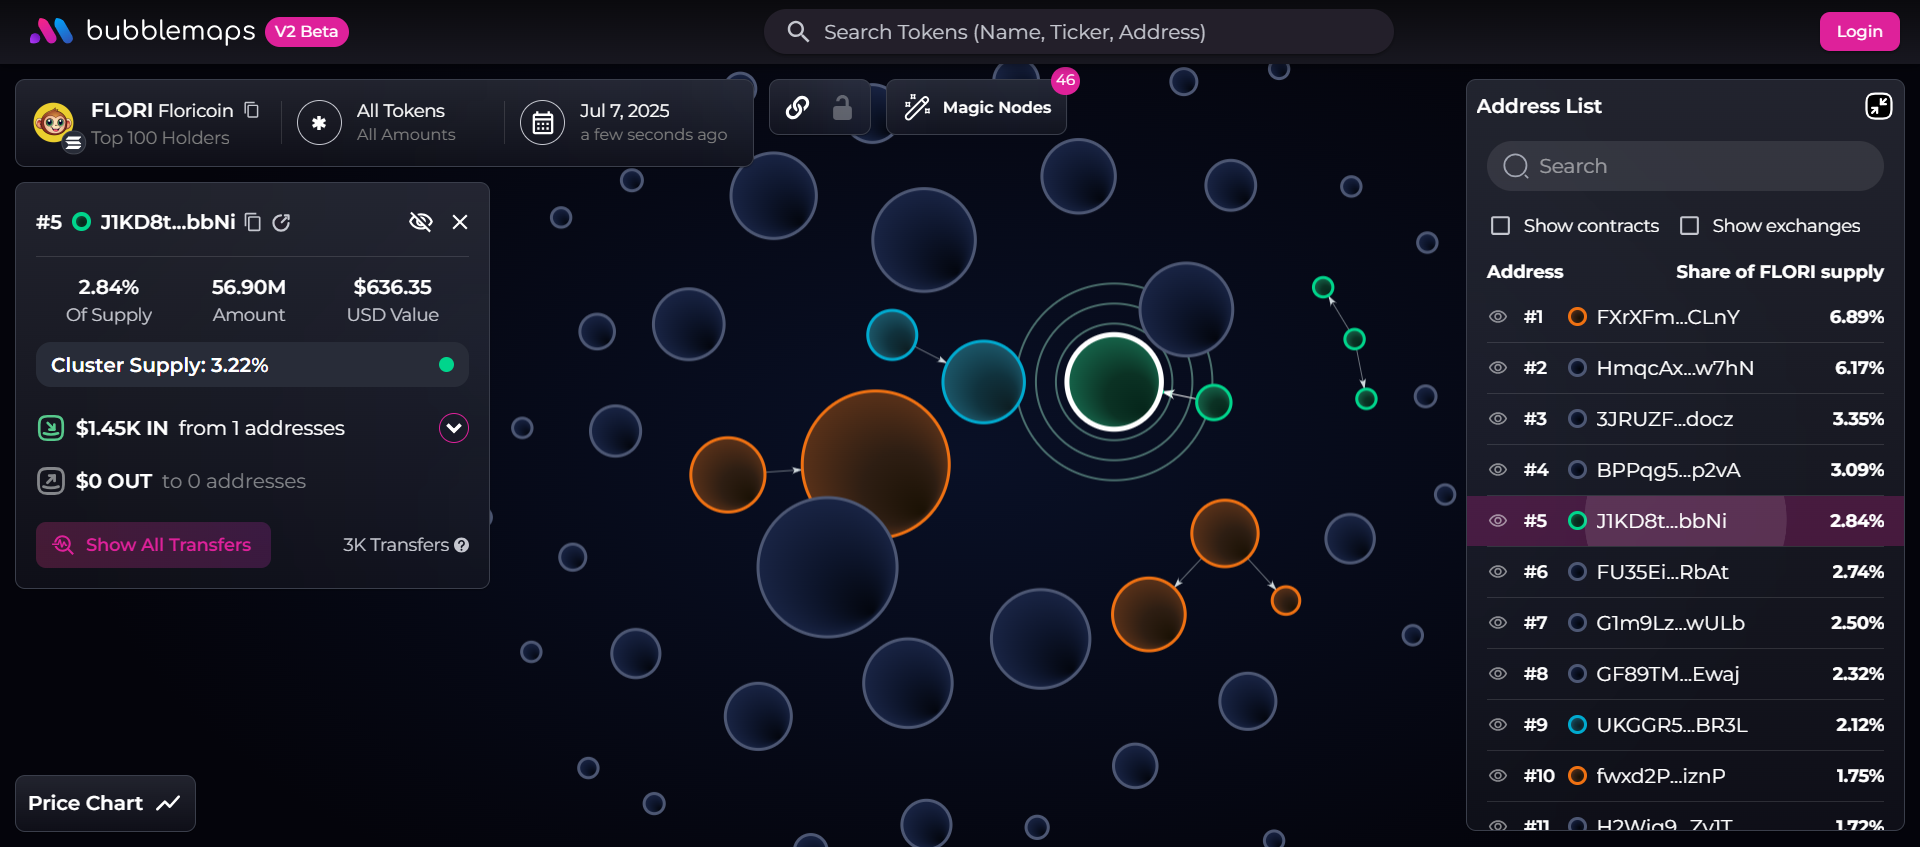 bubblemaps V2 Beta
Search Tokens (Name, Ticker, Address)
Login
FLORI Floricoin
Top 100 Holders
All Tokens
All Amounts
Jul 7, 2025
a few seconds ago
46
Magic Nodes
#5 J1KD8t...bbNi
2.84% 56.90M $636.35
Of Supply Amount USD Value
Cluster Supply: 3.22%
$1.45K IN from 1 addresses
$0 OUT to 0 addresses
Show All Transfers 3K Transfers ?
Price Chart
Address List
Search
Show contracts Show exchanges
Address Share of FLORI supply
#1 FXrXFm...CLnY 6.89%
#2 HmqcAx...w7hN 6.17%
#3 3JRUZF...docz 3.35%
#4 BPPqg5...p2vA 3.09%
#5 J1KD8t...bbNi 2.84%
#6 FU35Ei...RbAt 2.74%
#7 G1m9Lz...wULb 2.50%
#8 GF89TM...Ewaj 2.32%
#9 UKGGR5...BR3L 2.12%
#10 fwxd2P...iznP 1.75%
#11 H2Wig9...Zv1T 1.72%